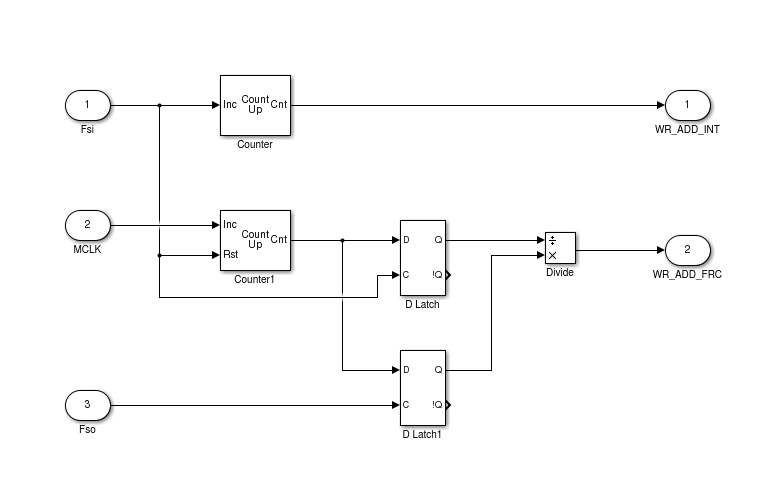 1
Fsi
Inc
Count
Up
Cnt
Counter
1
WR_ADD_INT
2
MCLK
Inc
Rst
Count
Up
Cnt
Counter1
D
C
Q
!Q
D Latch
÷
×
Divide
2
WR_ADD_FRC
3
Fso
D
C
Q
!Q
D Latch1